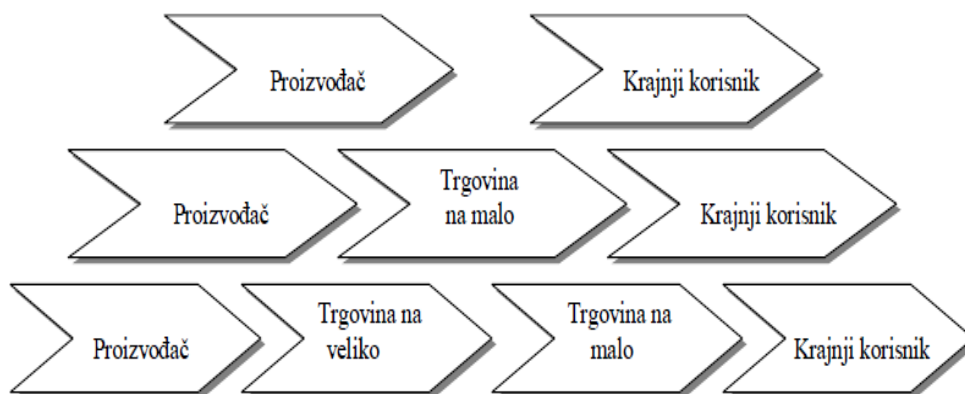 Proizvođač
Krajnji korisnik
Proizvođač
Trgovina
na malo
Krajnji korisnik
Proizvođač
Trgovina na
veliko
Trgovina na
malo
Krajnji korisnik